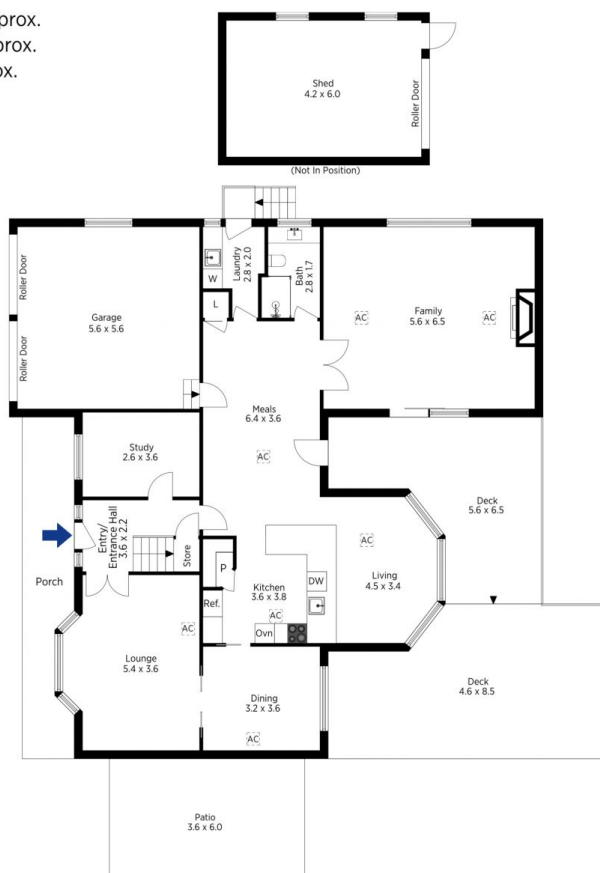 prox.
prox.
ox.
Shed
4.2 x 6.0
Roller Door
(Not In Position)
Roller Door
Roller Door
Garage
5.6 x 5.6
Laundry
2.8 x 2.0
W
L
Bath
2.8 x 1.7
Family
5.6 x 6.5
AC
AC
Meals
6.4 x 3.6
AC
Study
2.6 x 3.6
Entry/
Entrance Hall
3.6 x 2.2
Store
Porch
P
Ref.
Kitchen
3.6 x 3.8
AC
Ovn
DW
AC
Living
4.5 x 3.4
Deck
5.6 x 6.5
AC
Lounge
5.4 x 3.6
Dining
3.2 x 3.6
AC
Deck
4.6 x 8.5
Patio
3.6 x 6.0